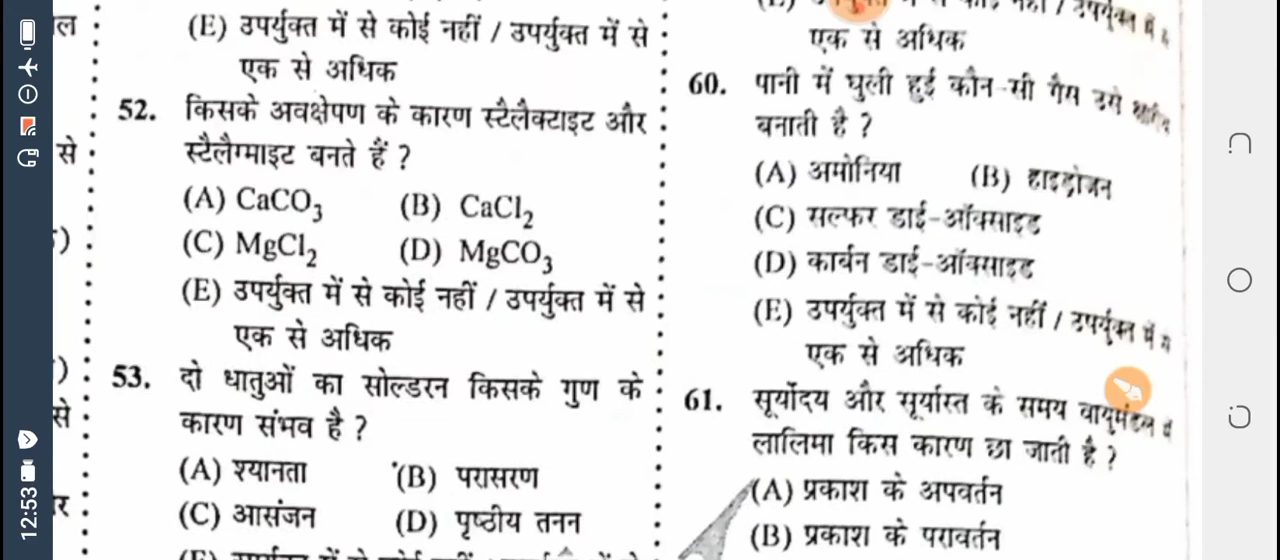 ल
से
)
)
से
र
12:53
(E) उपर्युक्त में से कोई नहीं / उपर्युक्त में से
एक से अधिक
52. किसके अवक्षेपण के कारण स्टैलैक्टाइट और
स्टैलैग्माइट बनते हैं ?
(A) CaCO₃ (B) CaCl₂
(C) MgCl₂ (D) MgCO₃
(E) उपर्युक्त में से कोई नहीं / उपर्युक्त में से
एक से अधिक
53. दो धातुओं का सोल्डरन किसके गुण के
कारण संभव है ?
(A) श्यानता (B) परासरण
(C) आसंजन (D) पृष्ठीय तनन
एक से अधिक
60. पानी में घुली हुई कौन-सी गैस उसे
बनाती है ?
(A) अमोनिया (B) हाइड्रोजन
(C) सल्फर डाई-ऑक्साइड
(D) कार्बन डाई-ऑक्साइड
(E) उपर्युक्त में से कोई नहीं / उपर्युक्त में
एक से अधिक
61. सूर्योदय और सूर्यास्त के समय वायुमंडल में
लालिमा किस कारण छा जाती है ?
(A) प्रकाश के अपवर्तन
(B) प्रकाश के परावर्तन